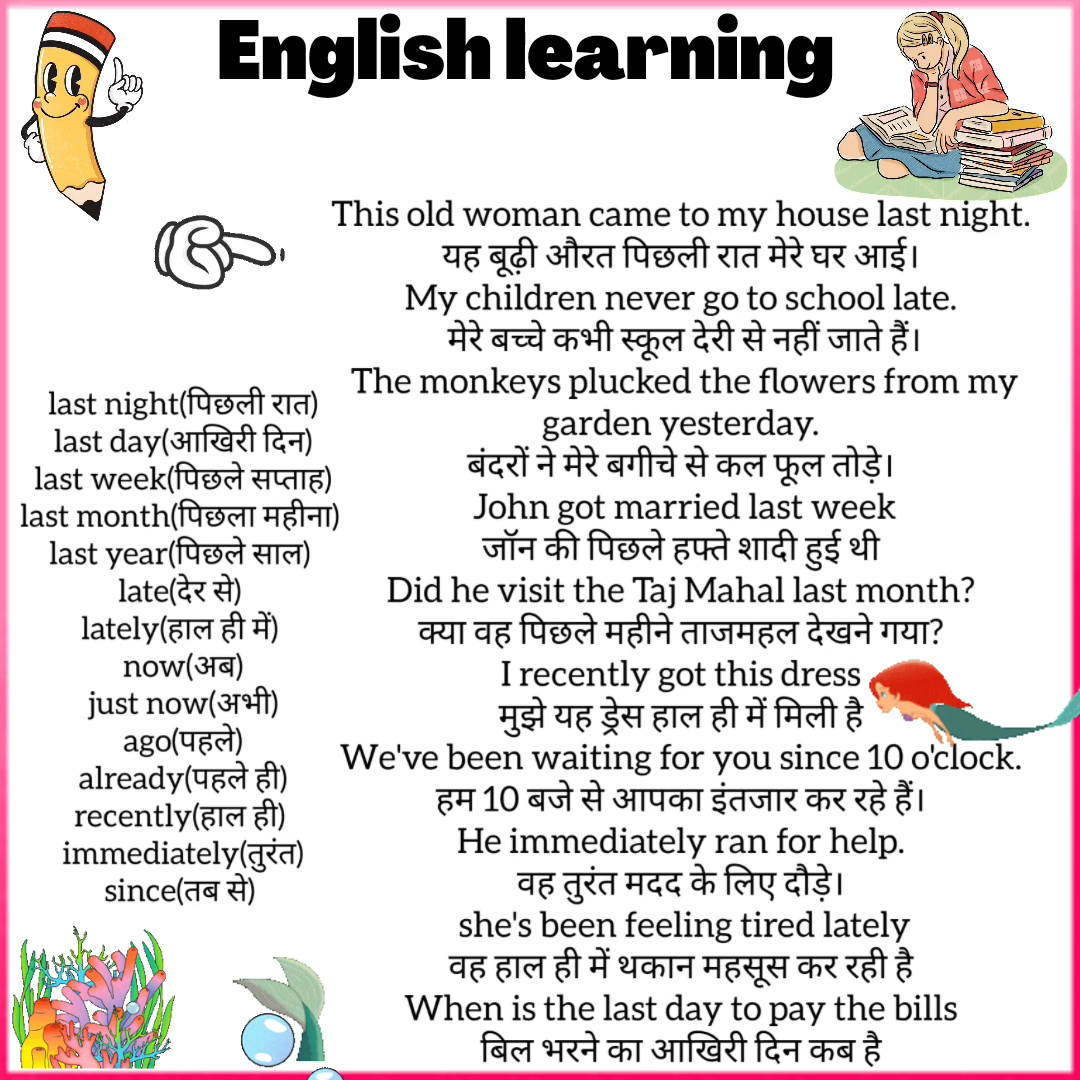 English learning
last night(पिछली रात)
last day(आखिरी दिन)
last week(पिछले सप्ताह)
last month(पिछला महीना)
last year(पिछले साल)
late(देर से)
lately(हाल ही में)
now(अब)
just now(अभी)
ago(पहले)
already(पहले ही)
recently(हाल ही)
immediately(तुरंत)
since(तब से)
This old woman came to my house last night.
यह बूढ़ी औरत पिछली रात मेरे घर आई।
My children never go to school late.
मेरे बच्चे कभी स्कूल देरी से नहीं जाते हैं।
The monkeys plucked the flowers from my
garden yesterday.
बंदरों ने मेरे बगीचे से कल फूल तोड़े।
John got married last week
जॉन की पिछले हफ्ते शादी हुई थी
Did he visit the Taj Mahal last month?
क्या वह पिछले महीने ताजमहल देखने गया?
I recently got this dress
मुझे यह ड्रेस हाल ही में मिली है
We've been waiting for you since 10 o'clock.
हम 10 बजे से आपका इंतजार कर रहे हैं।
He immediately ran for help.
वह तुरंत मदद के लिए दौड़े।
she's been feeling tired lately
वह हाल ही में थकान महसूस कर रही है
When is the last day to pay the bills
बिल भरने का आखिरी दिन कब है